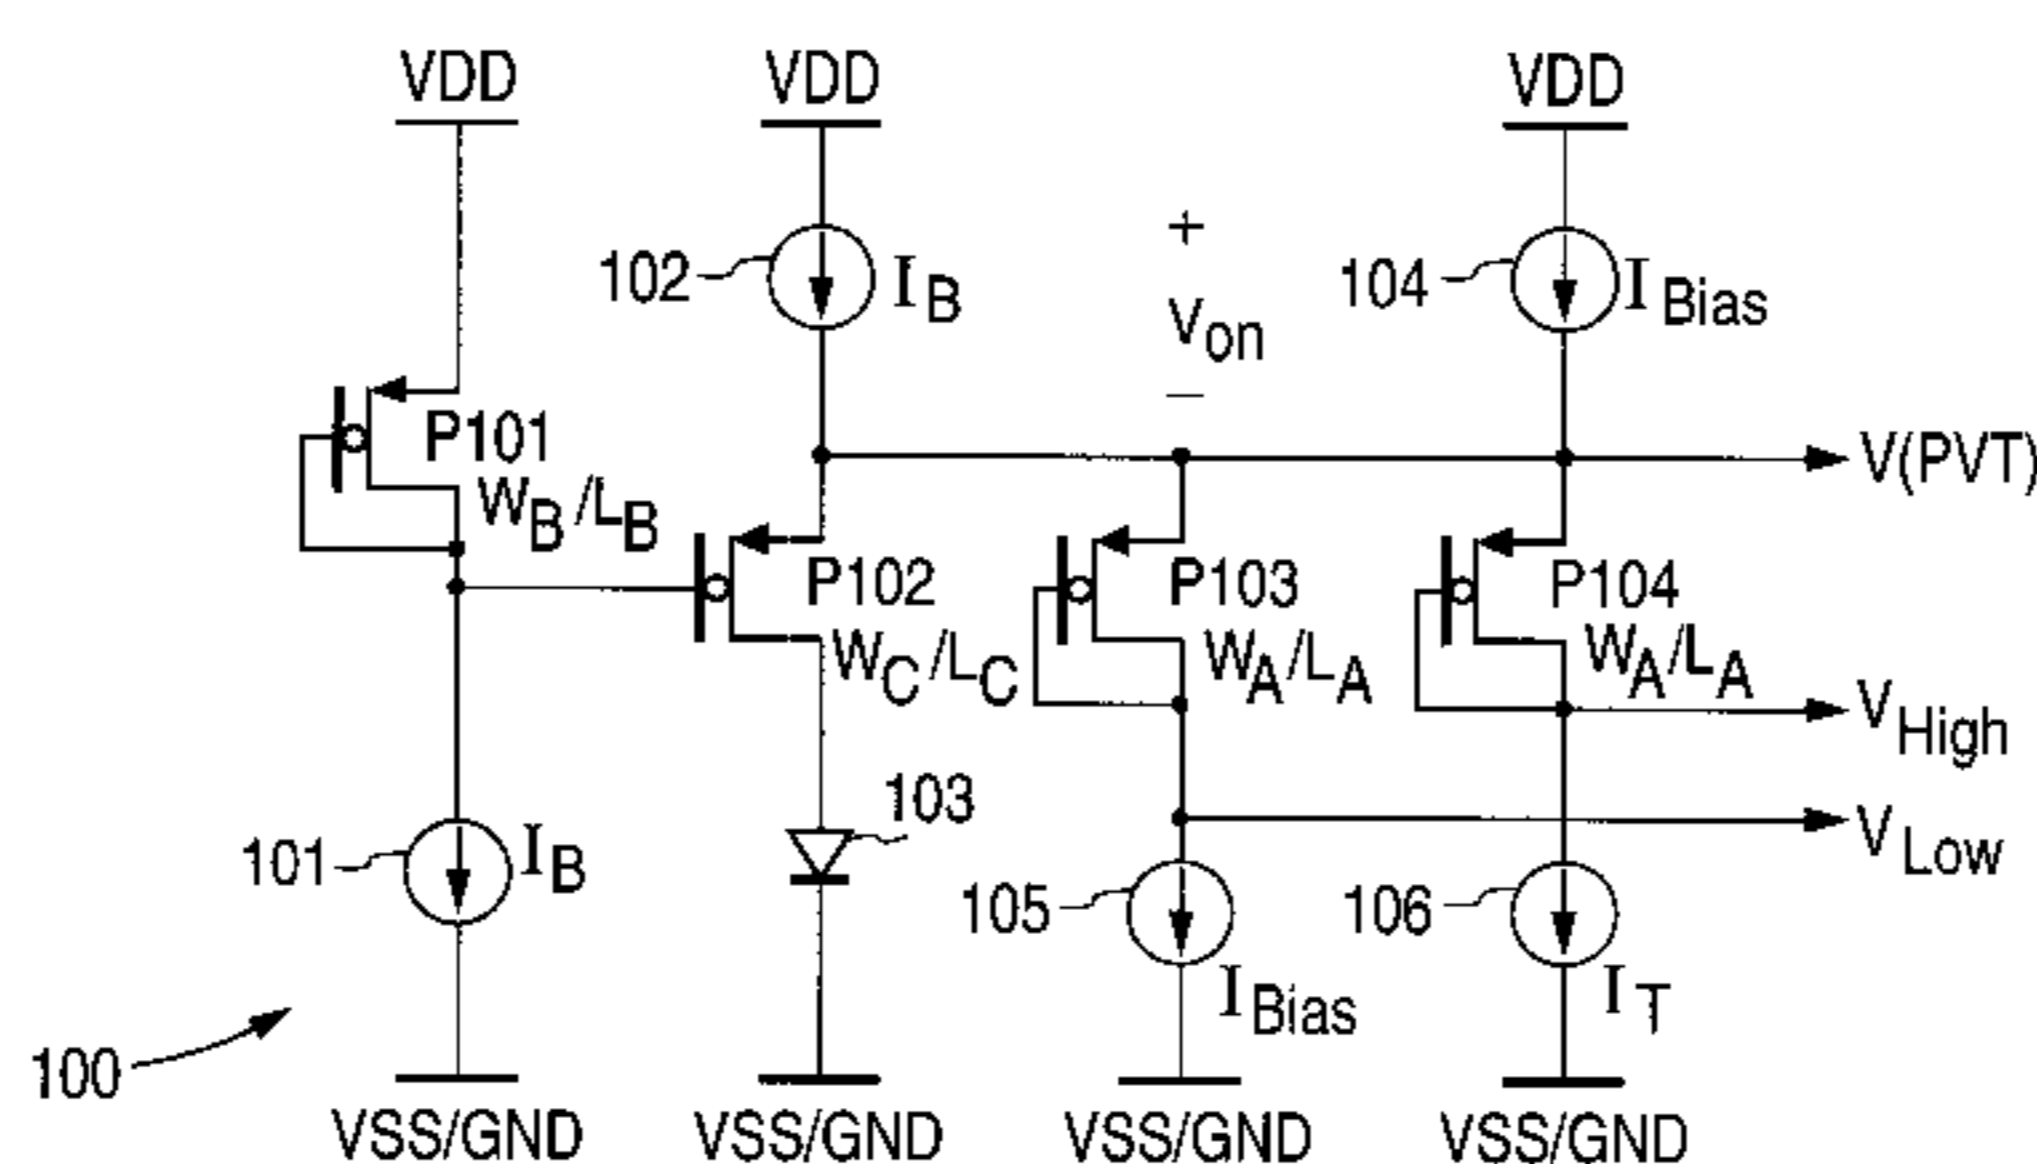 VDD VDD VDD
102 I B + Von − 104 I Bias
P101 V(PVT)
WB/LB
P102 P103 P104
WC/LC WA/LA WA/LA
VHigh
103
VLow
101 I B
105 106
I Bias I T
100
VSS/GND VSS/GND VSS/GND VSS/GND